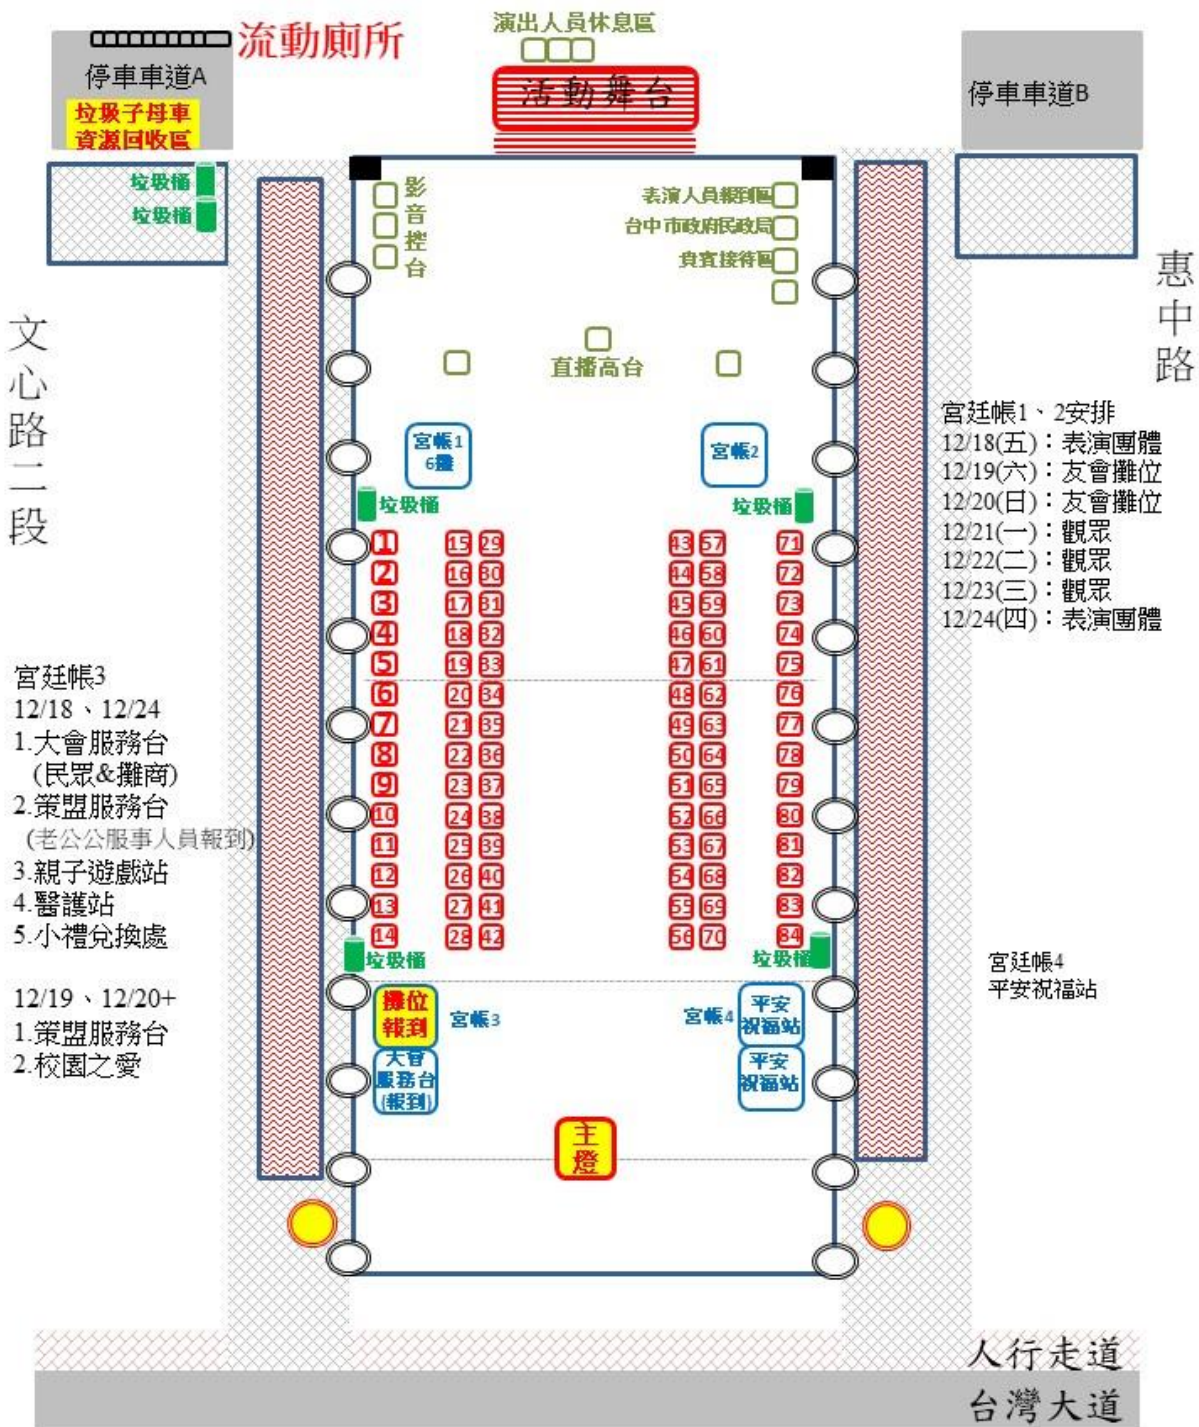 演出人員休息區
流動廁所
活動舞台
停車車道A
停車車道B
垃圾子母車
資源回收區
垃圾桶
垃圾桶
影音控台
表演人員報到區
台中市政府民政局
貴賓接待區
直播高台
文心路二段
惠中路
宮帳1
6攤
宮帳2
垃圾桶
垃圾桶
宮廷帳1、2安排
12/18(五)：表演團體
12/19(六)：友會攤位
12/20(日)：友會攤位
12/21(一)：觀眾
12/22(二)：觀眾
12/23(三)：觀眾
12/24(四)：表演團體
1 15 29 43 57 71
2 16 30 44 58 72
3 17 31 45 59 73
4 18 32 46 60 74
5 19 33 47 61 75
6 20 34 48 62 76
7 21 35 49 63 77
8 22 36 50 64 78
9 23 37 51 65 79
10 24 38 52 66 80
11 25 39 53 67 81
12 26 40 54 68 82
13 27 41 55 69 83
14 28 42 56 70 84
宮廷帳3
12/18、12/24
1.大會服務台
(民眾&攤商)
2.策盟服務台
(老公公服事人員報到)
3.親子遊戲站
4.醫護站
5.小禮兌換處
12/19、12/20+
1.策盟服務台
2.校園之愛
垃圾桶
垃圾桶
攤位
報到
宮帳3
大會
服務台
(報到)
宮帳4
平安
祝福站
平安
祝福站
宮廷帳4
平安祝福站
主燈
人行走道
台灣大道